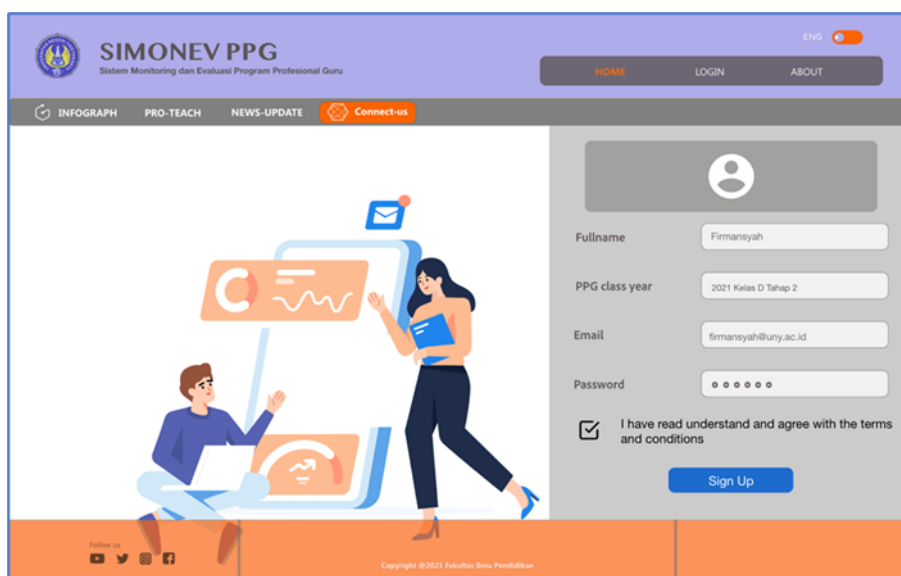 ENG
SIMONEV PPG
Sistem Monitoring dan Evaluasi Program Profesional Guru
HOME LOGIN ABOUT
INFOGRAPH PRO-TEACH NEWS-UPDATE Connect-us
Fullname Firmansyah
PPG class year 2021 Kelas D Tahap 2
Email firmansyah@uny.ac.id
Password
I have read understand and agree with the terms
and conditions
Sign Up
Follow us
Copyright @2021 Fakultas Ilmu Pendidikan